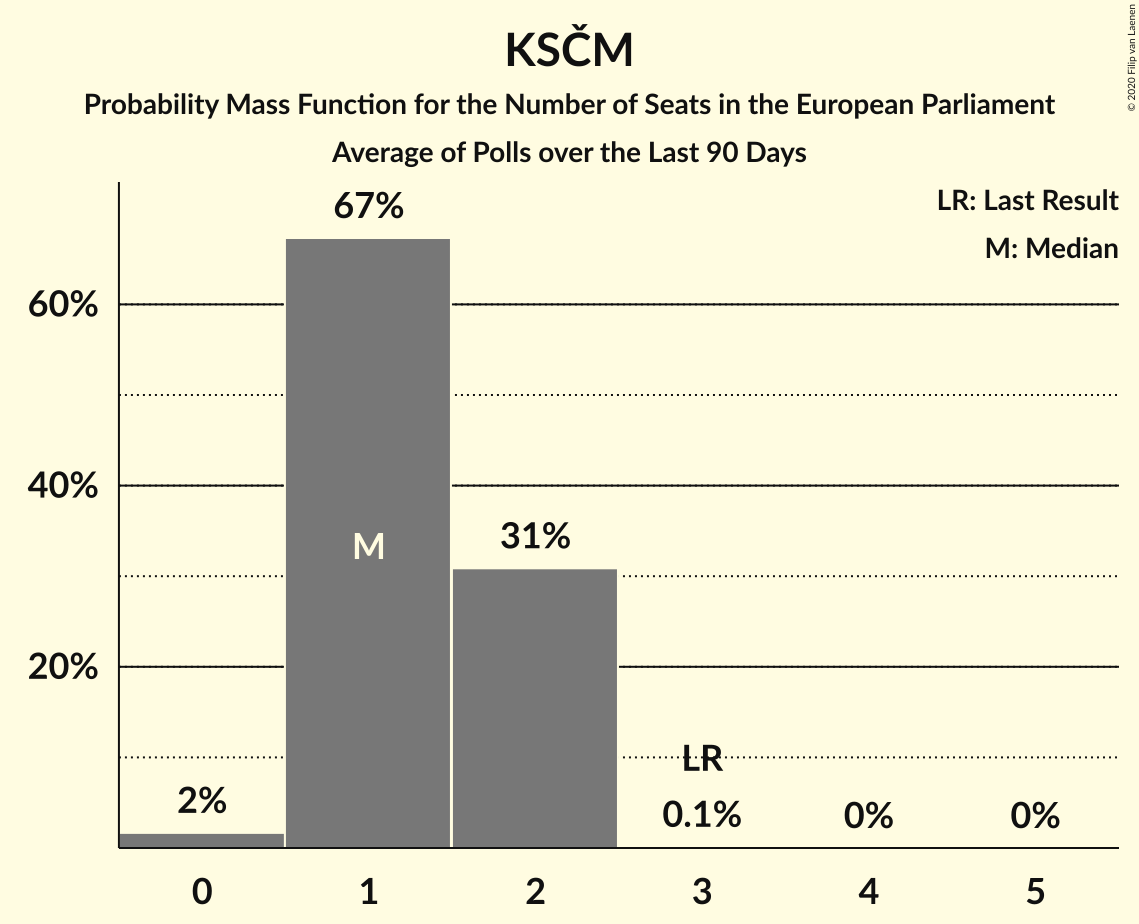 KSČM
Probability Mass Function for the Number of Seats in the European Parliament
Average of Polls over the Last 90 Days
© 2020 Filip van Laenen
LR: Last Result
M: Median
67%
60%
40%
31%
M
20%
LR
2%
0.1%
0%
0%
0 1 2 3 4 5